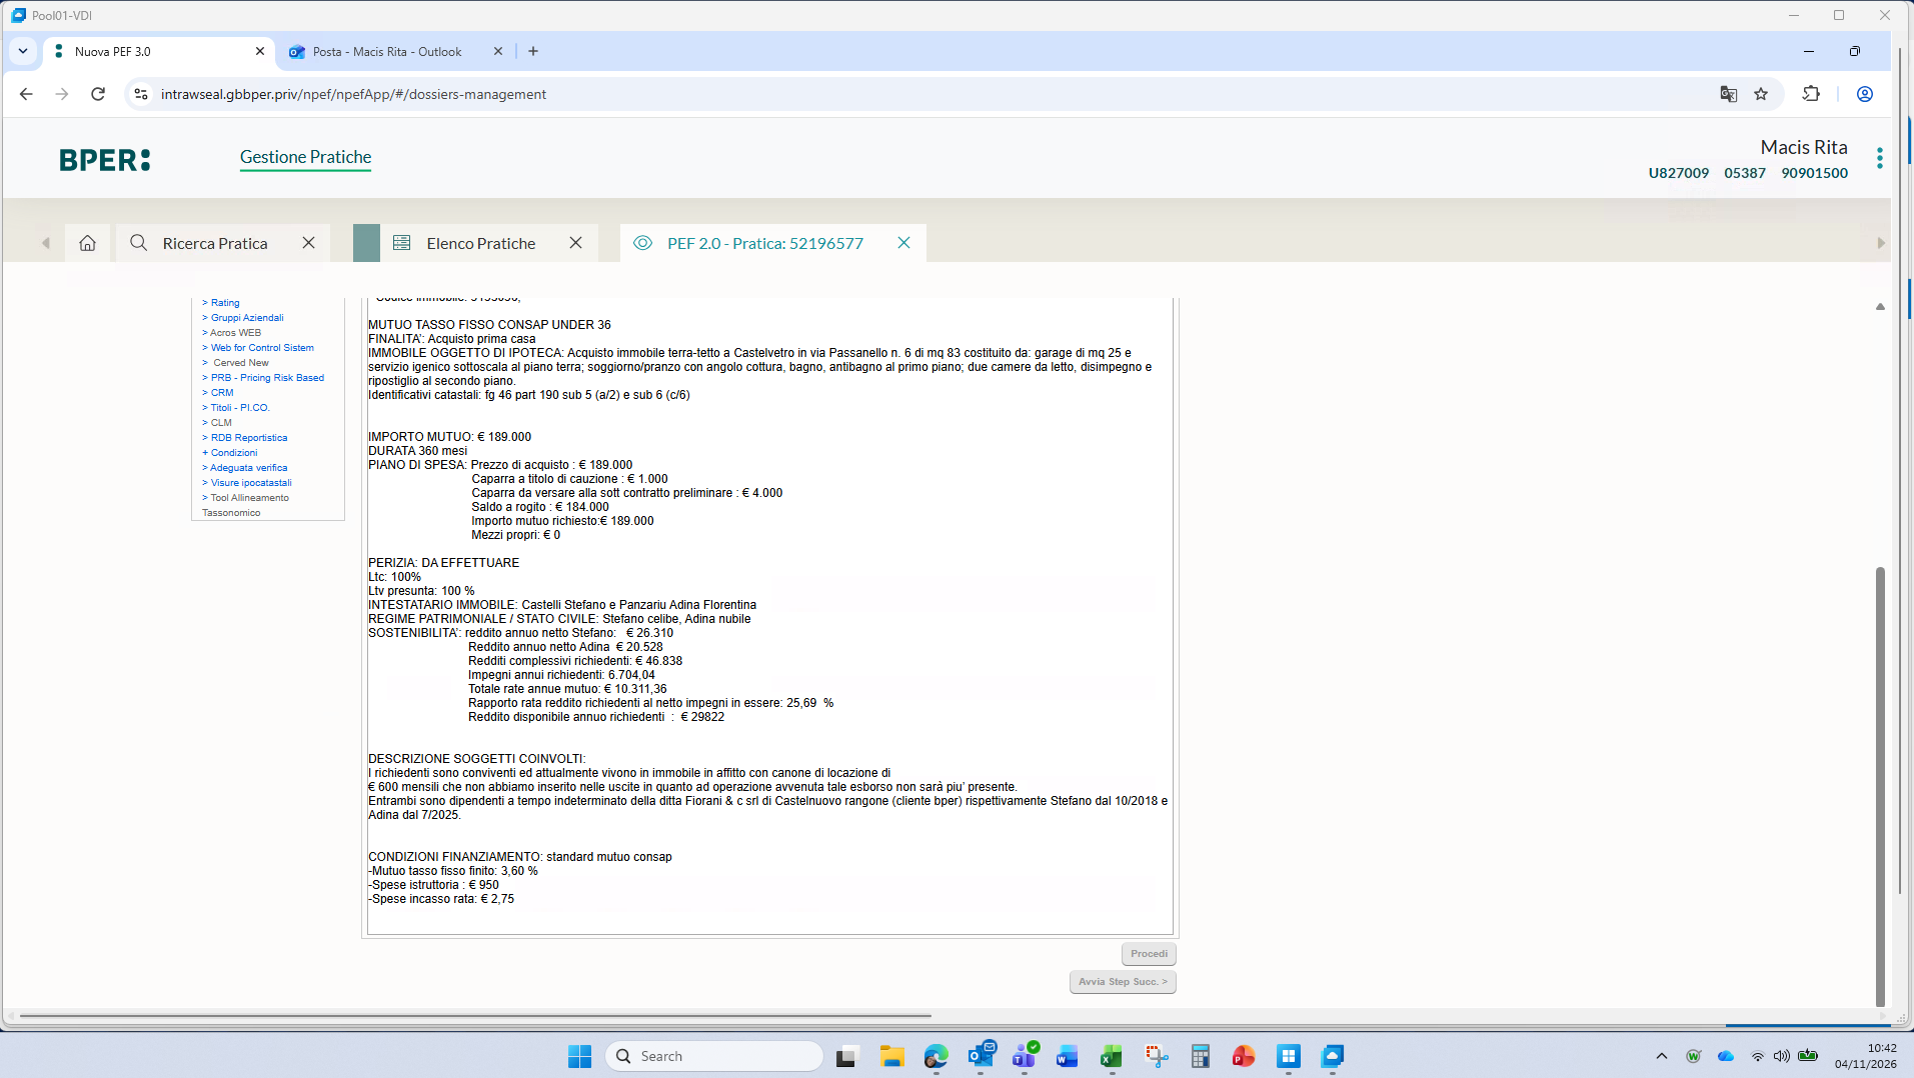 Pool01-VDI
Nuova PEF 3.0
Posta - Macis Rita - Outlook
intrawseal.gbbper.priv/npef/npefApp/#/dossiers-management
BPER:
Gestione Pratiche
Macis Rita
U827009 05387 90901500
Ricerca Pratica
Elenco Pratiche
PEF 2.0 - Pratica: 52196577
> Rating
> Gruppi Aziendali
> Acros WEB
> Web for Control Sistem
> Cerved New
> PRB - Pricing Risk Based
> CRM
> Titoli - PI.CO.
> CLM
> RDB Reportistica
+ Condizioni
> Adeguata verifica
> Visure ipocatastali
> Tool Allineamento
Tassonomico
MUTUO TASSO FISSO CONSAP UNDER 36
FINALITA': Acquisto prima casa
IMMOBILE OGGETTO DI IPOTECA: Acquisto immobile terra-tetto a Castelvetro in via Passanello n. 6 di mq 83 costituito da: garage di mq 25 e
servizio igenico sottoscala al piano terra; soggiorno/pranzo con angolo cottura, bagno, antibagno al primo piano; due camere da letto, disimpegno e
ripostiglio al secondo piano.
Identificativi catastali: fg 46 part 190 sub 5 (a/2) e sub 6 (c/6)
IMPORTO MUTUO: € 189.000
DURATA 360 mesi
PIANO DI SPESA: Prezzo di acquisto : € 189.000
Caparra a titolo di cauzione : € 1.000
Caparra da versare alla sott contratto preliminare : € 4.000
Saldo a rogito : € 184.000
Importo mutuo richiesto:€ 189.000
Mezzi propri: € 0
PERIZIA: DA EFFETTUARE
Ltc: 100%
Ltv presunta: 100 %
INTESTATARIO IMMOBILE: Castelli Stefano e Panzariu Adina Florentina
REGIME PATRIMONIALE / STATO CIVILE: Stefano celibe, Adina nubile
SOSTENIBILITA': reddito annuo netto Stefano: € 26.310
Reddito annuo netto Adina € 20.528
Redditi complessivi richiedenti: € 46.838
Impegni annui richiedenti: 6.704,04
Totale rate annue mutuo: € 10.311,36
Rapporto rata reddito richiedenti al netto impegni in essere: 25,69 %
Reddito disponibile annuo richiedenti : € 29822
DESCRIZIONE SOGGETTI COINVOLTI:
I richiedenti sono conviventi ed attualmente vivono in immobile in affitto con canone di locazione di
€ 600 mensili che non abbiamo inserito nelle uscite in quanto ad operazione avvenuta tale esborso non sarà piu' presente.
Entrambi sono dipendenti a tempo indeterminato della ditta Fiorani & c srl di Castelnuovo rangone (cliente bper) rispettivamente Stefano dal 10/2018 e
Adina dal 7/2025.
CONDIZIONI FINANZIAMENTO: standard mutuo consap
-Mutuo tasso fisso finito: 3,60 %
-Spese istruttoria : € 950
-Spese incasso rata: € 2,75
Procedi
Avvia Step Succ. >
Search
10:42
04/11/2026